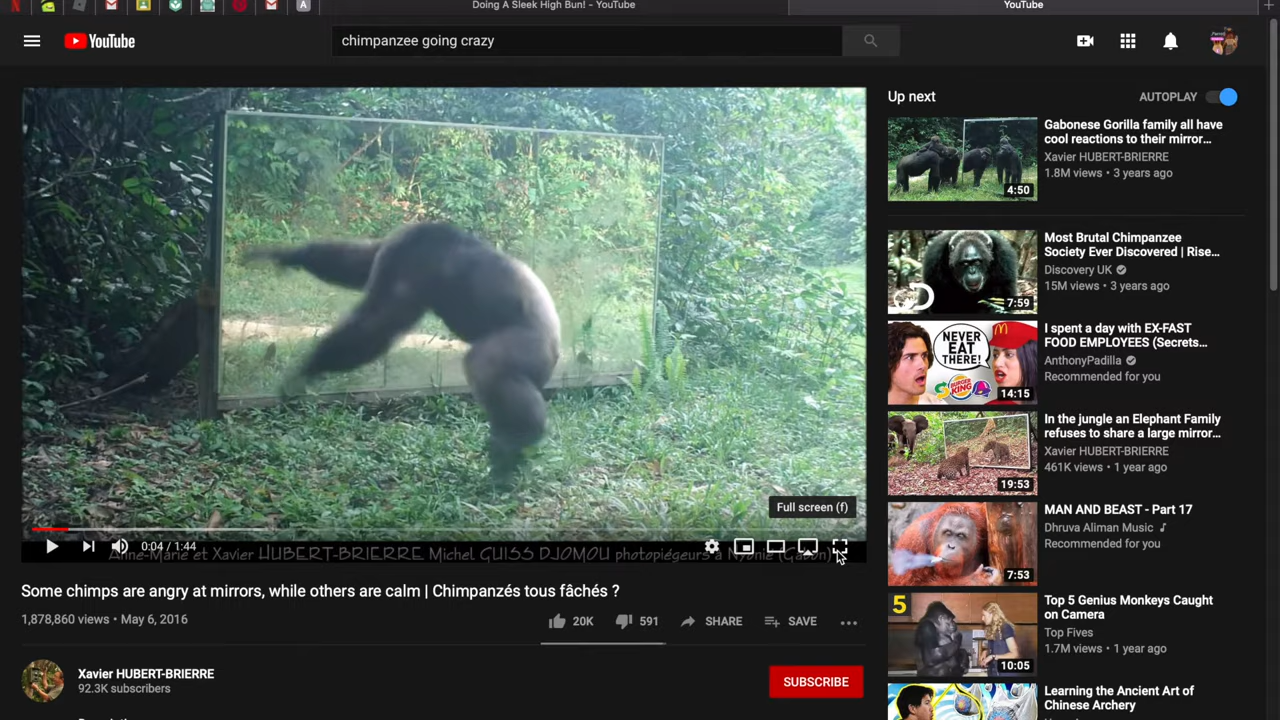 Doing A Sleek High Bun! - YouTube
YouTube
YouTube
chimpanzee going crazy
Full screen (f)
0:04 / 1:44
Anne-Marie et Xavier HUBERT-BRIERRE Michel GUISS DJOMOU photopiégeurs à Nyonié (Gabon)
Some chimps are angry at mirrors, while others are calm | Chimpanzés tous fâchés ?
1,878,860 views • May 6, 2016
20K
591
SHARE
SAVE
Xavier HUBERT-BRIERRE
92.3K subscribers
SUBSCRIBE
Up next
AUTOPLAY
4:50
Gabonese Gorilla family all have
cool reactions to their mirror...
Xavier HUBERT-BRIERRE
1.8M views • 3 years ago
7:59
Most Brutal Chimpanzee
Society Ever Discovered | Rise...
Discovery UK
15M views • 3 years ago
NEVER
EAT
THERE!
BURGER
KING
14:15
I spent a day with EX-FAST
FOOD EMPLOYEES (Secrets...
AnthonyPadilla
Recommended for you
19:53
In the jungle an Elephant Family
refuses to share a large mirror...
Xavier HUBERT-BRIERRE
461K views • 1 year ago
7:53
MAN AND BEAST - Part 17
Dhruva Aliman Music
Recommended for you
5
10:05
Top 5 Genius Monkeys Caught
on Camera
Top Fives
1.7M views • 1 year ago
Learning the Ancient Art of
Chinese Archery